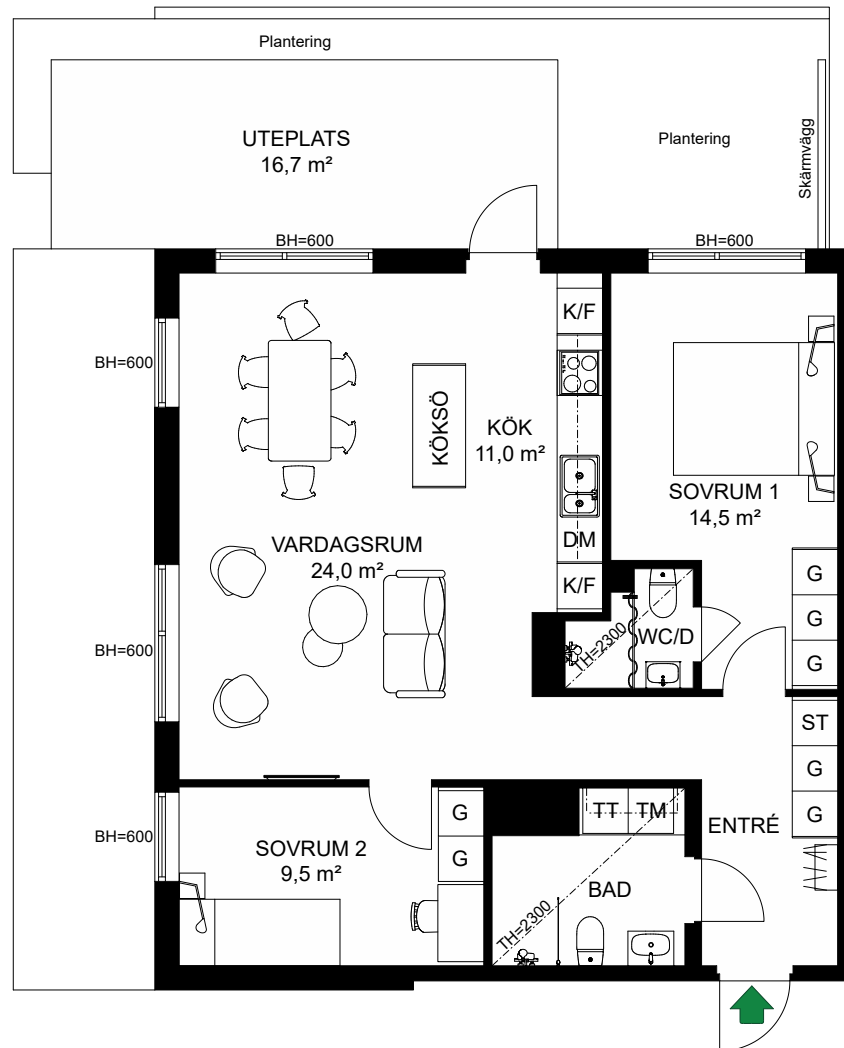 Plantering
UTEPLATS
16,7 m²
Plantering
Skärmvägg
BH=600
BH=600
K/F
BH=600
KÖKSÖ
KÖK
11,0 m²
SOVRUM 1
14,5 m²
DM
VARDAGSRUM
24,0 m²
K/F
G
G
G
WC/D
TH=2300
BH=600
ST
G
G
ENTRÉ
TT
TM
G
G
BH=600
SOVRUM 2
9,5 m²
BAD
TH=2300